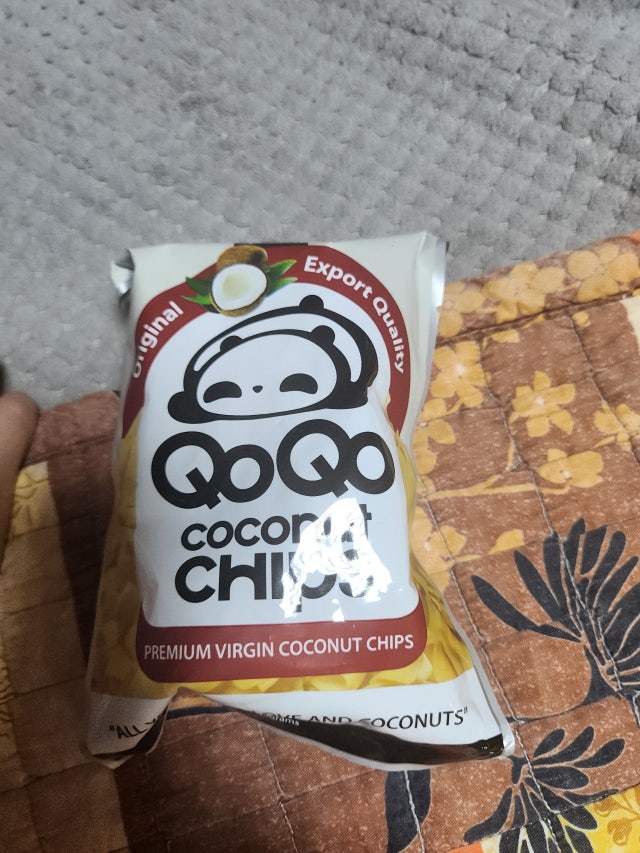 Original
Export Quality
QoQo
coconut
CHIPS
PREMIUM VIRGIN COCONUT CHIPS
"ALL AND COCONUTS"